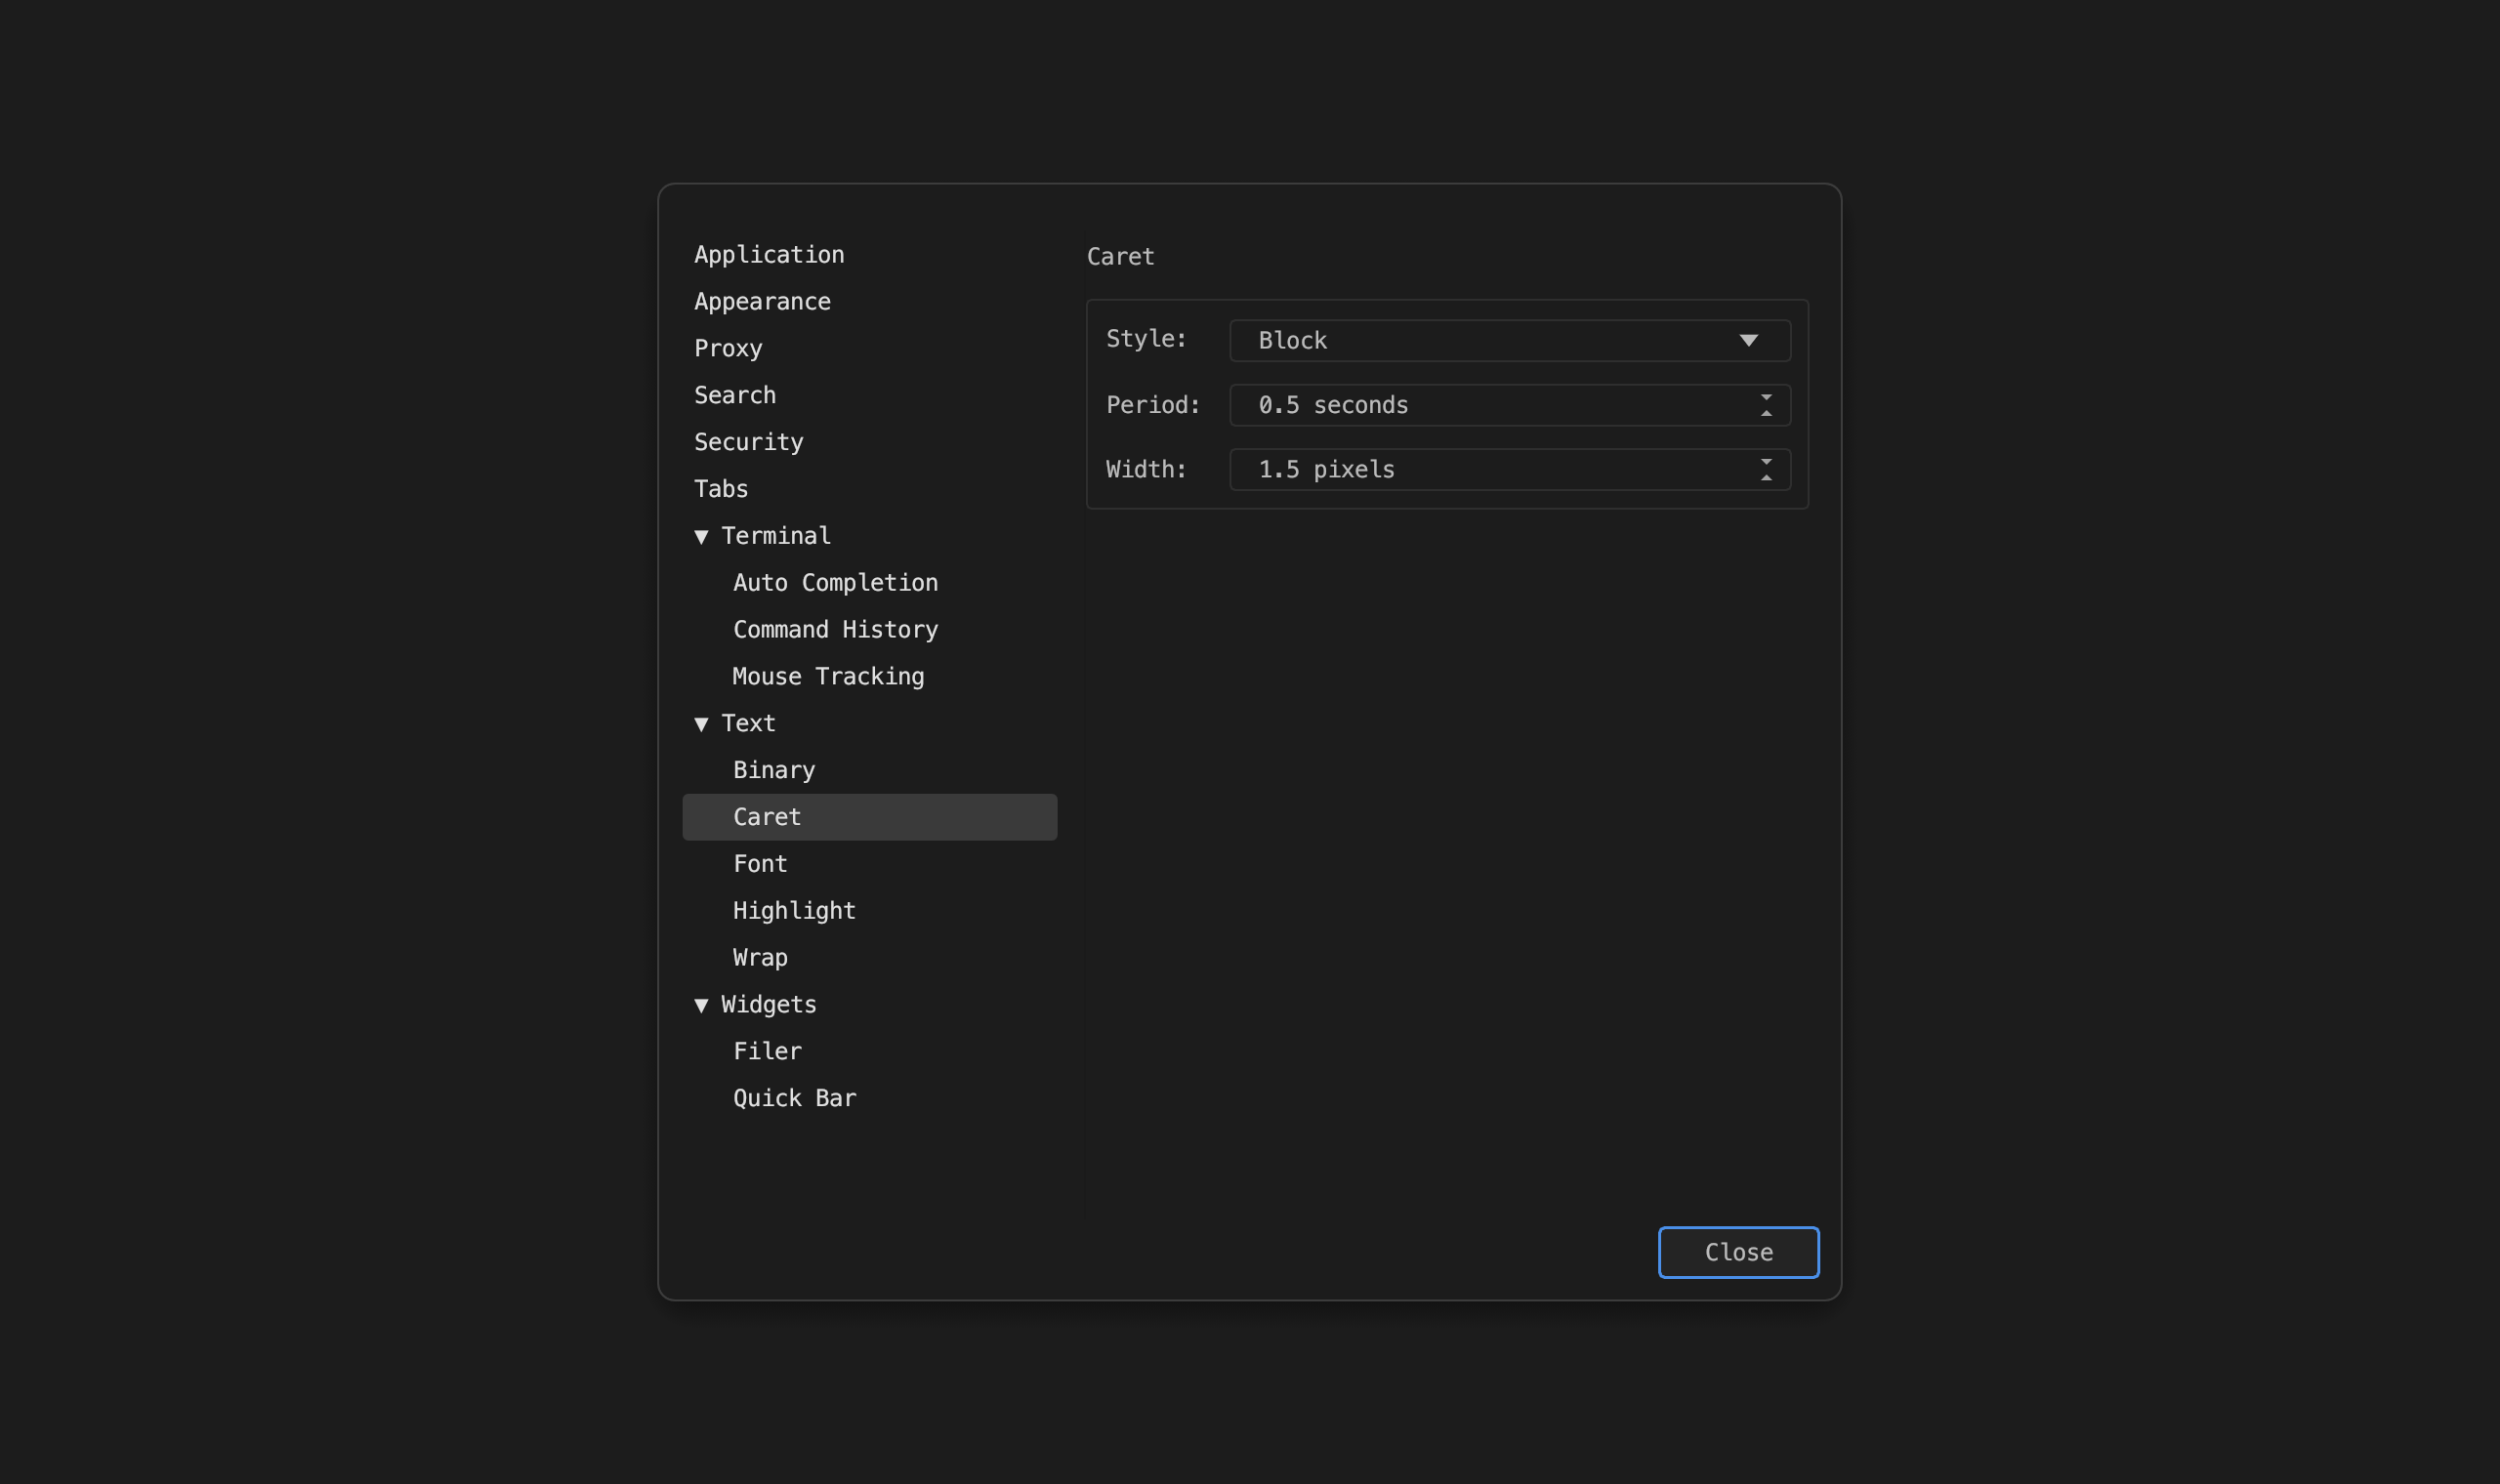 Application
Appearance
Proxy
Search
Security
Tabs
▼ Terminal
Auto Completion
Command History
Mouse Tracking
▼ Text
Binary
Caret
Font
Highlight
Wrap
▼ Widgets
Filer
Quick Bar
Caret
Style: Block
Period: 0.5 seconds
Width: 1.5 pixels
Close